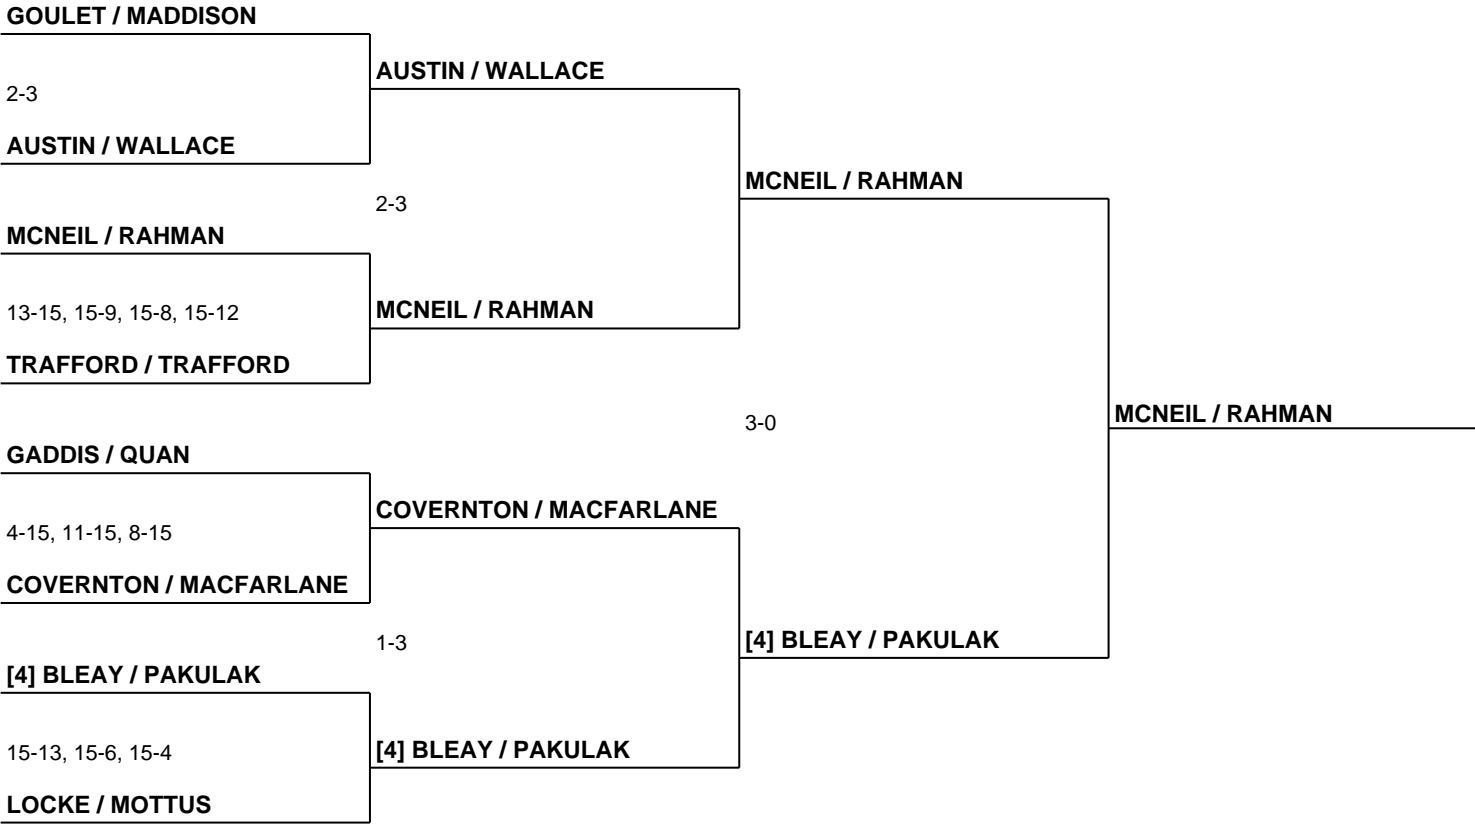 GOULET / MADDISON
2-3
AUSTIN / WALLACE
MCNEIL / RAHMAN
13-15, 15-9, 15-8, 15-12
TRAFFORD / TRAFFORD
GADDIS / QUAN
4-15, 11-15, 8-15
COVERNTON / MACFARLANE
[4] BLEAY / PAKULAK
15-13, 15-6, 15-4
LOCKE / MOTTUS
AUSTIN / WALLACE
2-3
MCNEIL / RAHMAN
COVERNTON / MACFARLANE
1-3
[4] BLEAY / PAKULAK
MCNEIL / RAHMAN
3-0
[4] BLEAY / PAKULAK
MCNEIL / RAHMAN